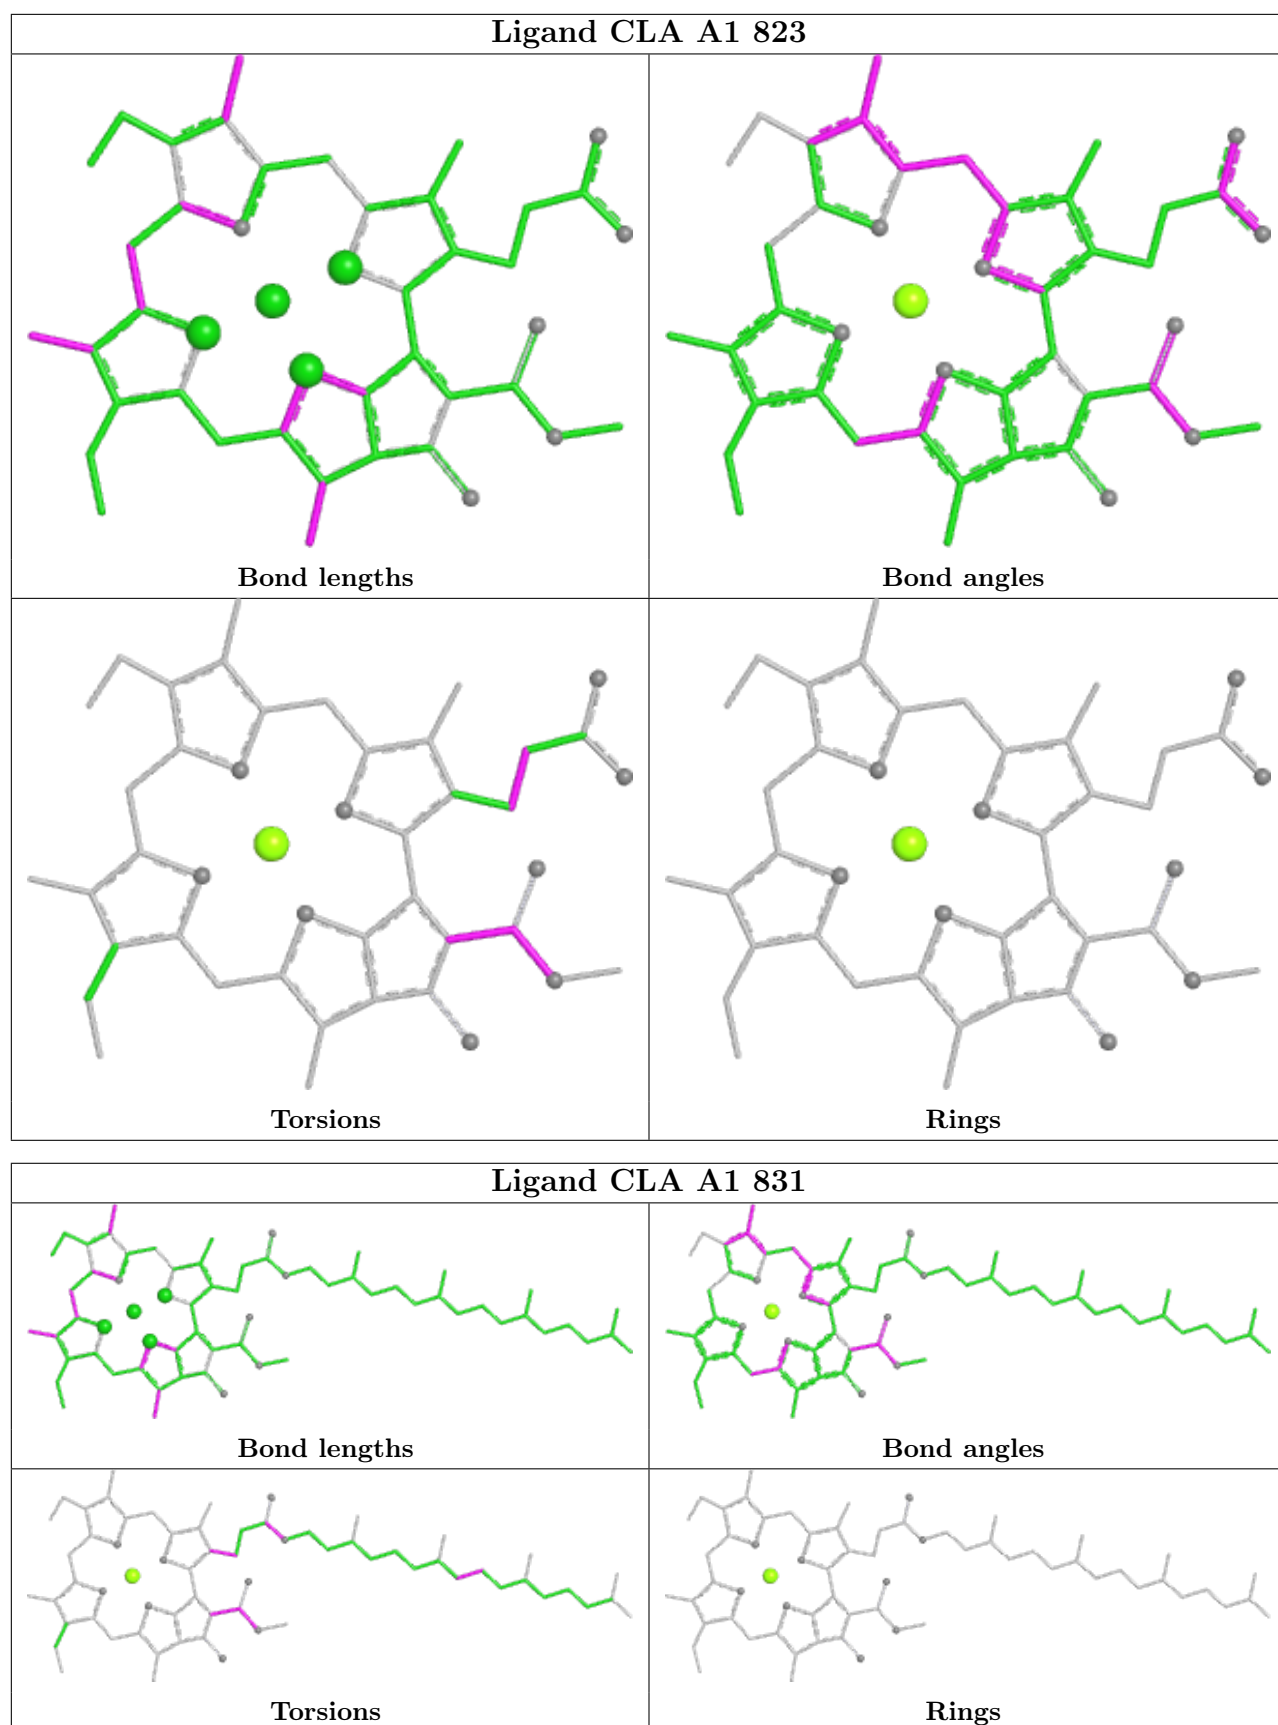 Ligand CLA A1 823
Bond lengths
Bond angles
Torsions
Rings
Ligand CLA A1 831
Bond lengths
Bond angles
Torsions
Rings